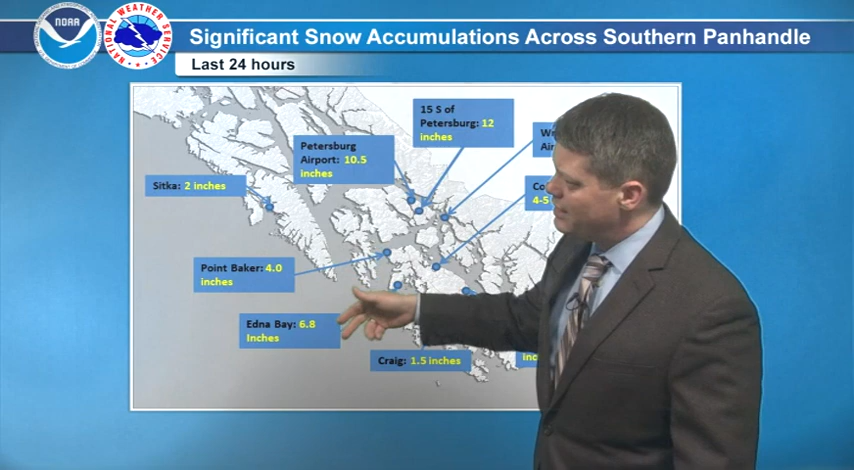 NOAA
NATIONAL WEATHER SERVICE
Significant Snow Accumulations Across Southern Panhandle
Last 24 hours
15 S of
Petersburg: 12
inches
Petersburg
Airport: 10.5
inches
Sitka: 2 inches
4-5
Point Baker: 4.0
inches
Edna Bay: 6.8
Inches
Craig: 1.5 inches